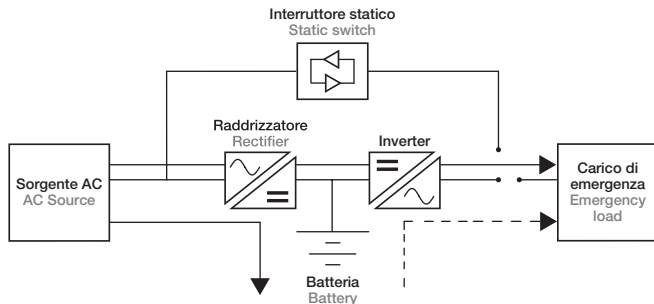 Interruttore statico
Static switch
Raddrizzatore
Rectifier
Inverter
Sorgente AC
AC Source
Carico di
emergenza
Emergency
load
Batteria
Battery